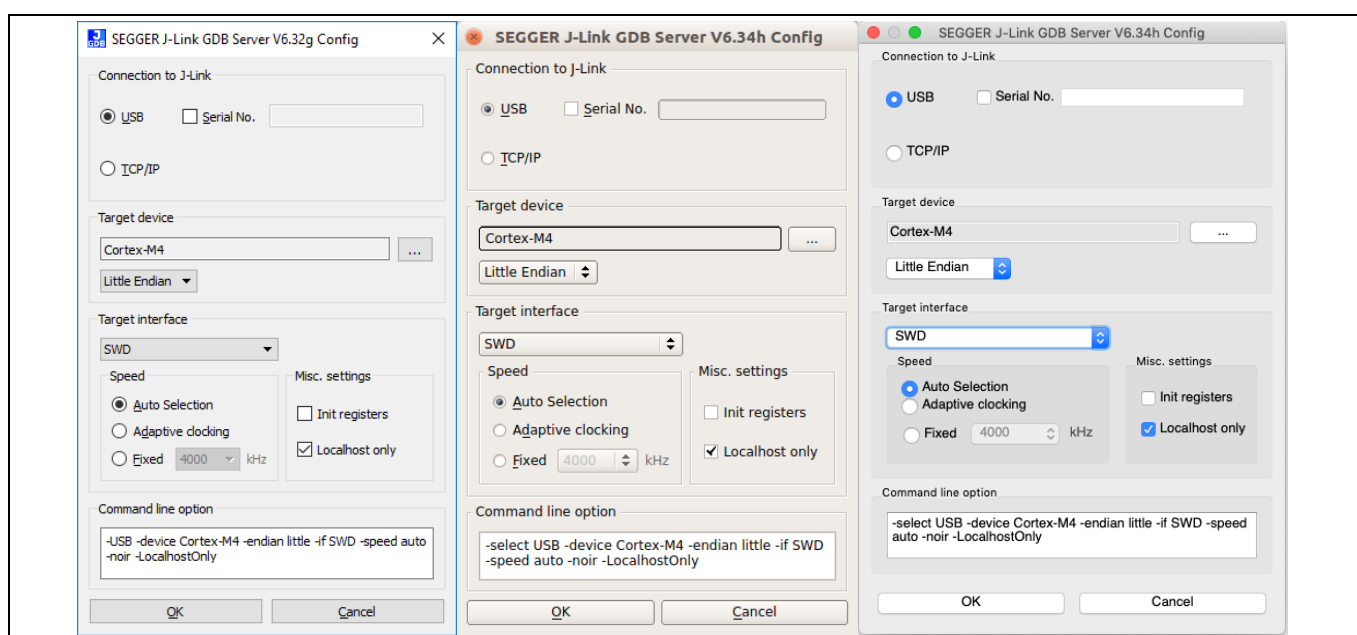 SEGGER J-Link GDB Server V6.32g Config
Connection to J-Link
USB Serial No.
TCP/IP
Target device
Cortex-M4 ...
Little Endian
Target interface
SWD
Speed Misc. settings
Auto Selection
Init registers
Adaptive clocking
Localhost only
Fixed 4000 kHz
Command line option
-USB -device Cortex-M4 -endian little -if SWD -speed auto
-noir -LocalhostOnly
OK Cancel
SEGGER J-Link GDB Server V6.34h Config
Connection to J-Link
USB Serial No.
TCP/IP
Target device
Cortex-M4 ...
Little Endian
Target interface
SWD
Speed Misc. settings
Auto Selection
Init registers
Adaptive clocking
Localhost only
Fixed 4000 kHz
Command line option
-select USB -device Cortex-M4 -endian little -if SWD
-speed auto -noir -LocalhostOnly
OK Cancel
SEGGER J-Link GDB Server V6.34h Config
Connection to J-Link
USB Serial No.
TCP/IP
Target device
Cortex-M4 ...
Little Endian
Target interface
SWD
Speed Misc. settings
Auto Selection
Init registers
Adaptive clocking
Localhost only
Fixed 4000 kHz
Command line option
-select USB -device Cortex-M4 -endian little -if SWD -speed
auto -noir -LocalhostOnly
OK Cancel